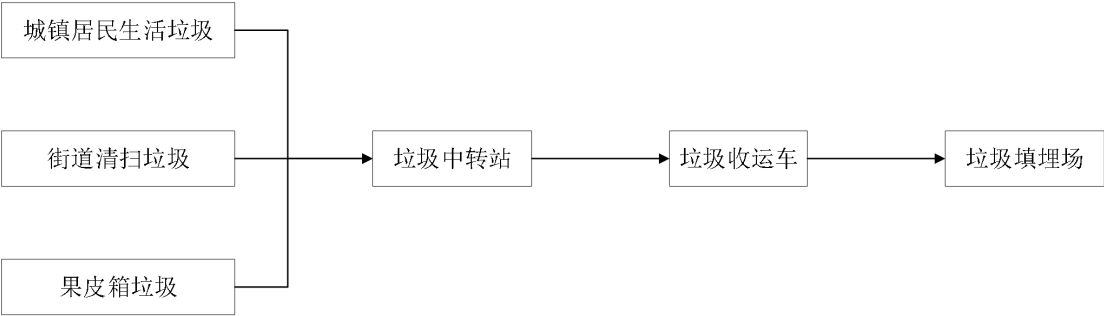 城镇居民生活垃圾
街道清扫垃圾
垃圾中转站
垃圾收运车
垃圾填埋场
果皮箱垃圾